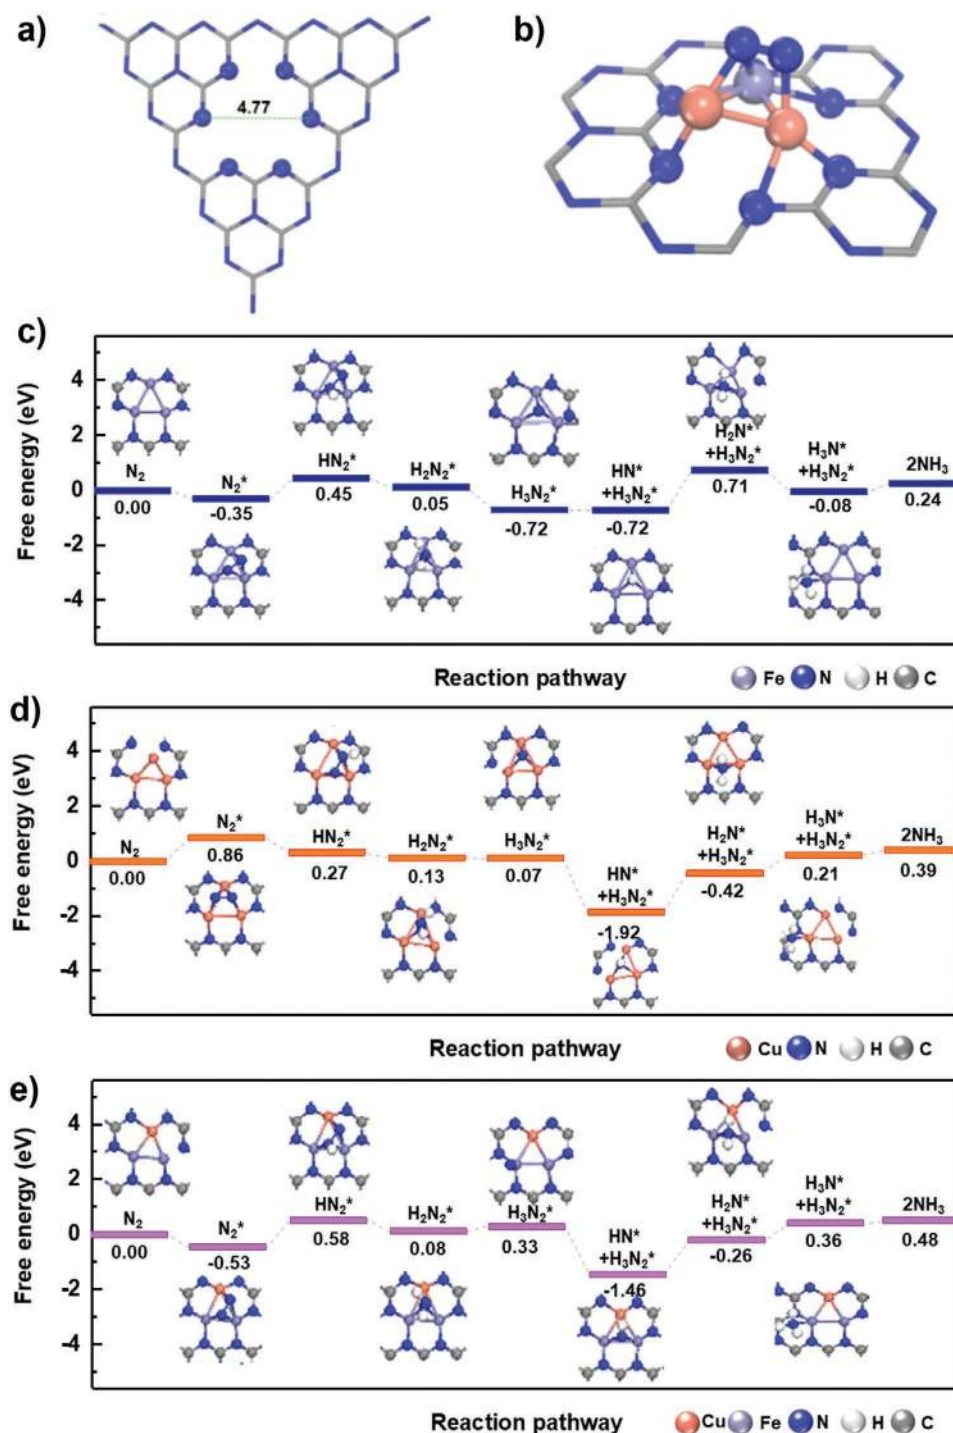 a)
4.77
b)
c)
Free energy (eV)
4
2
0
-2
-4
N₂
0.00
N₂*
-0.35
HN₂*
0.45
H₂N₂*
0.05
H₃N₂*
-0.72
HN*
+H₃N₂*
-0.72
H₂N*
+H₃N₂*
0.71
H₃N*
+H₃N₂*
-0.08
2NH₃
0.24
Reaction pathway
Fe N H C
d)
Free energy (eV)
4
2
0
-2
-4
N₂
0.00
N₂*
0.86
HN₂*
0.27
H₂N₂*
0.13
H₃N₂*
0.07
HN*
+H₃N₂*
-1.92
H₂N*
+H₃N₂*
-0.42
H₃N*
+H₃N₂*
0.21
2NH₃
0.39
Reaction pathway
Cu N H C
e)
Free energy (eV)
4
2
0
-2
-4
N₂
0.00
N₂*
-0.53
HN₂*
0.58
H₂N₂*
0.08
H₃N₂*
0.33
HN*
+H₃N₂*
-1.46
H₂N*
+H₃N₂*
-0.26
H₃N*
+H₃N₂*
0.36
2NH₃
0.48
Reaction pathway
Cu Fe N H C